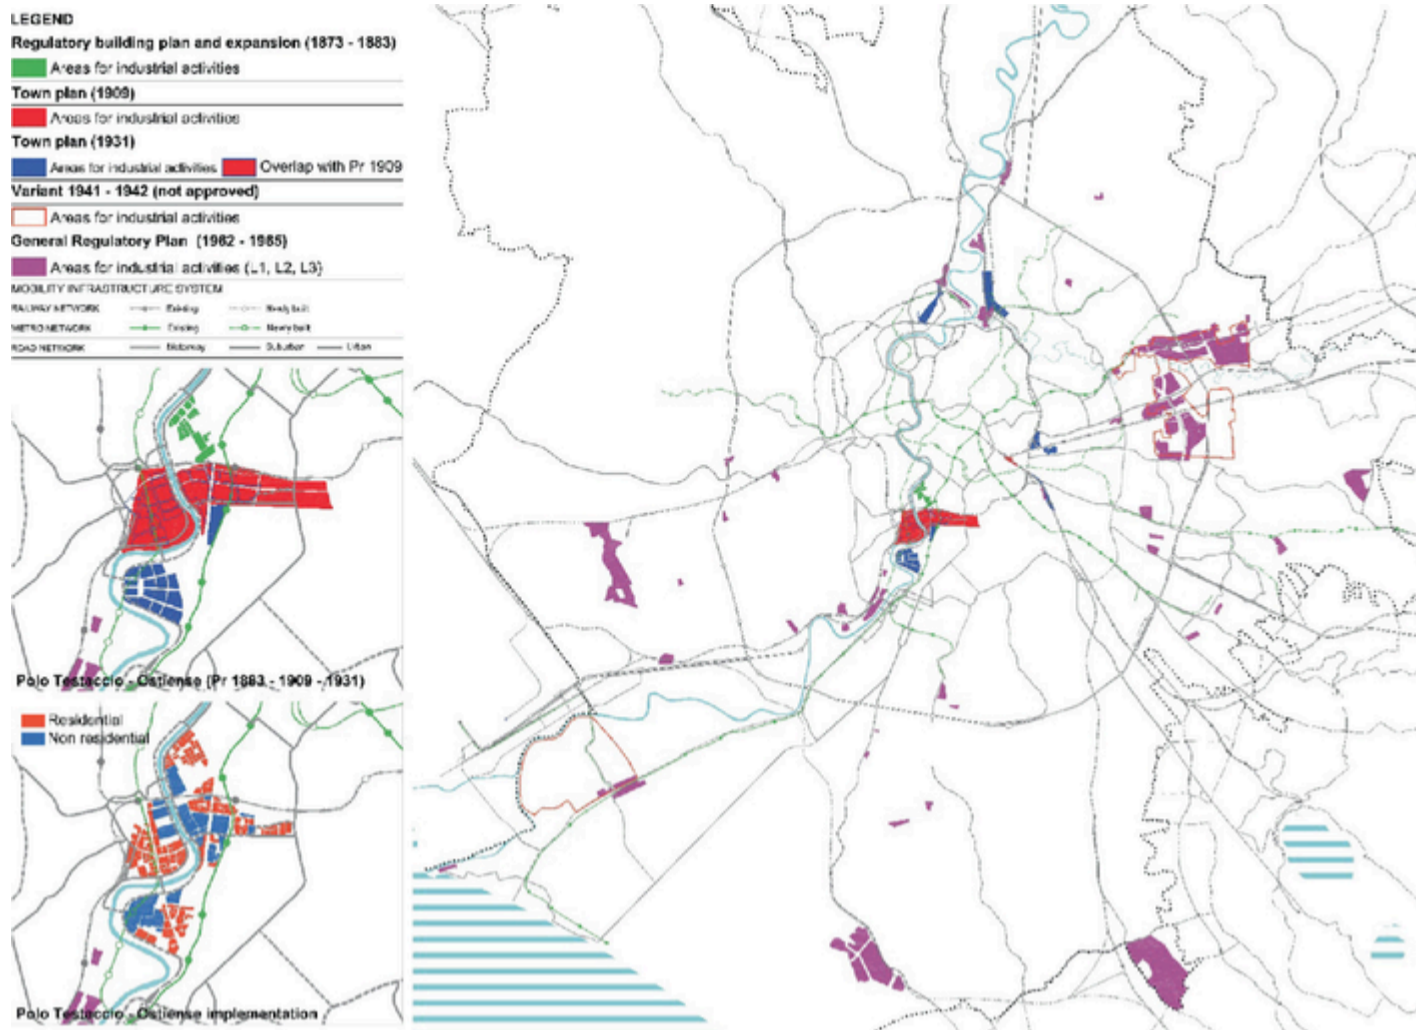 LEGEND
Regulatory building plan and expansion (1873 - 1883)
Areas for industrial activities
Town plan (1909)
Areas for industrial activities
Town plan (1931)
Areas for industrial activities Overlap with Pr 1909
Variant 1941 - 1942 (not approved)
Areas for industrial activities
General Regulatory Plan (1962 - 1965)
Areas for industrial activities (L1, L2, L3)
MOBILITY INFRASTRUCTURE SYSTEM
RAILWAY NETWORK Existing Newly built
METRO NETWORK Existing Newly built
ROAD NETWORK Motorway Suburban Urban
Polo Testaccio - Ostiense (Pr 1883 - 1909 - 1931)
Residential
Non residential
Polo Testaccio - Ostiense implementation